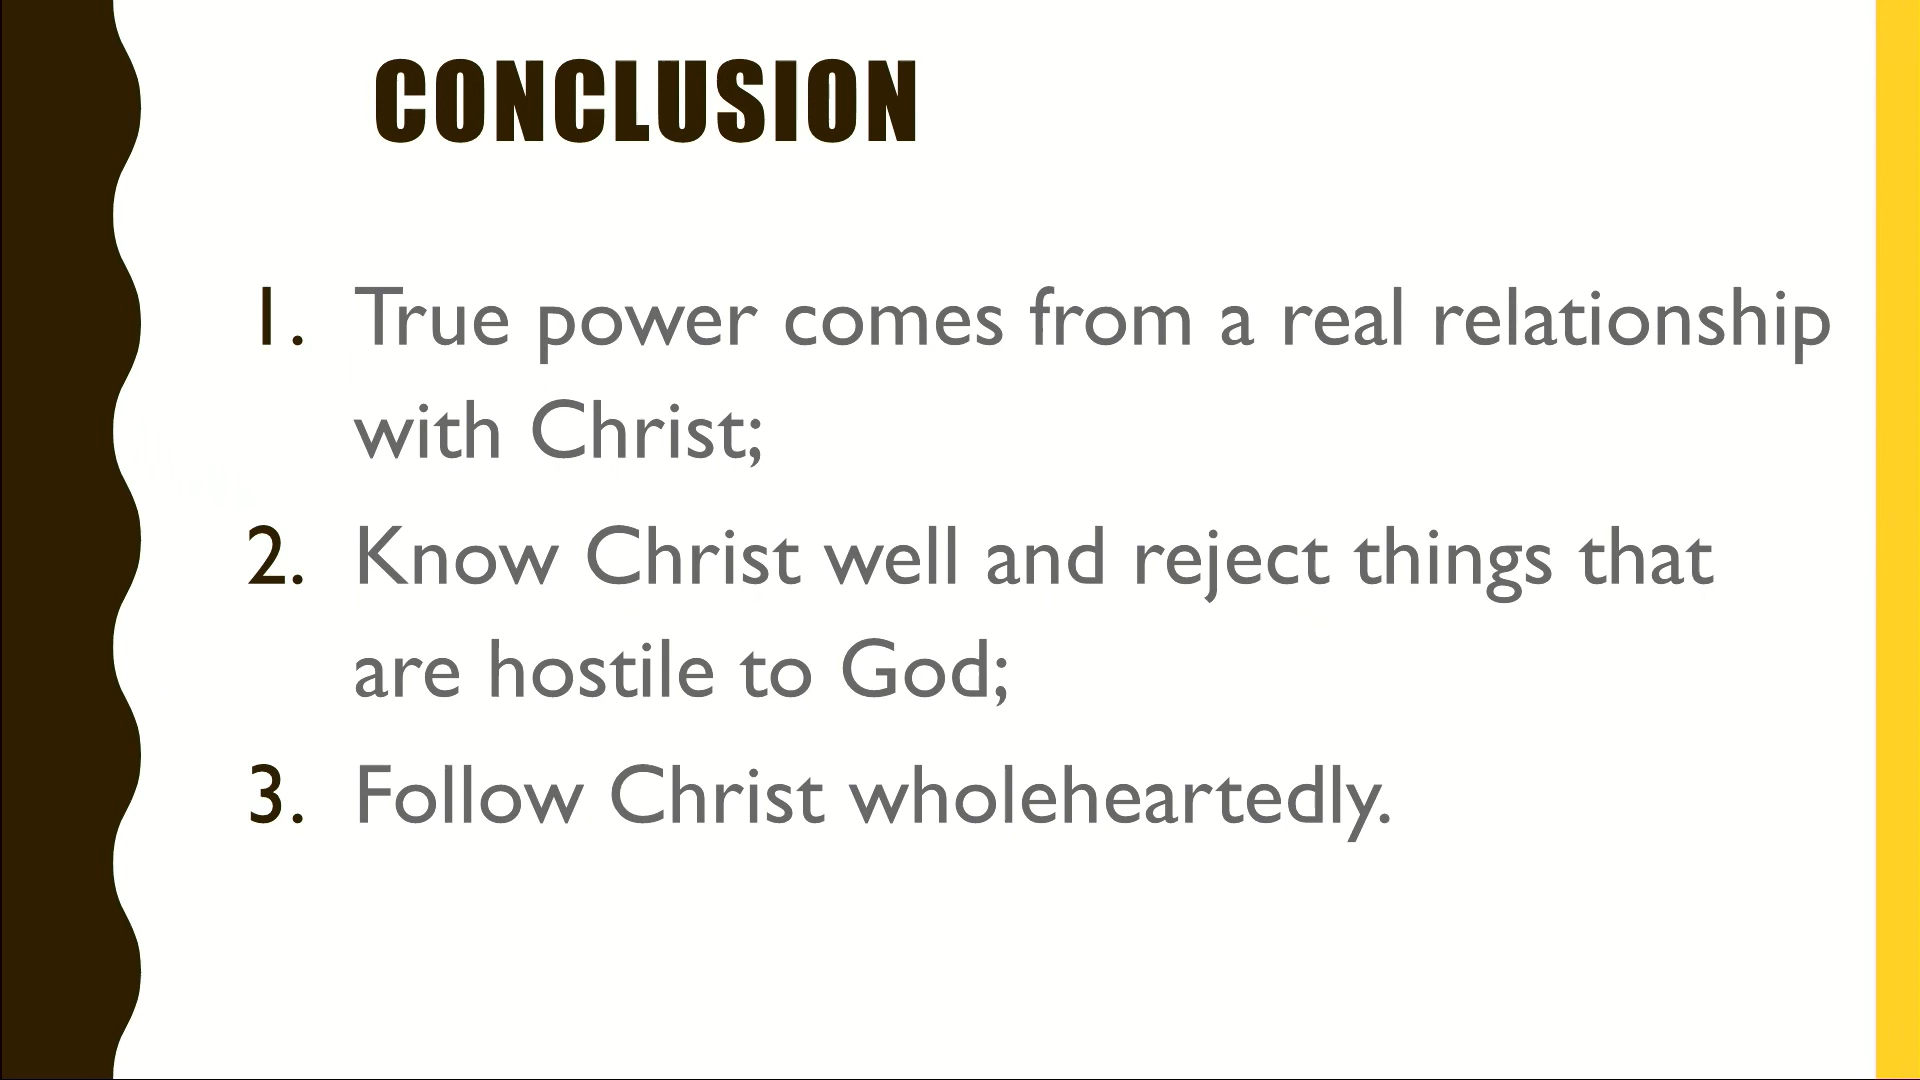 CONCLUSION
1. True power comes from a real relationship
with Christ;
2. Know Christ well and reject things that
are hostile to God;
3. Follow Christ wholeheartedly.